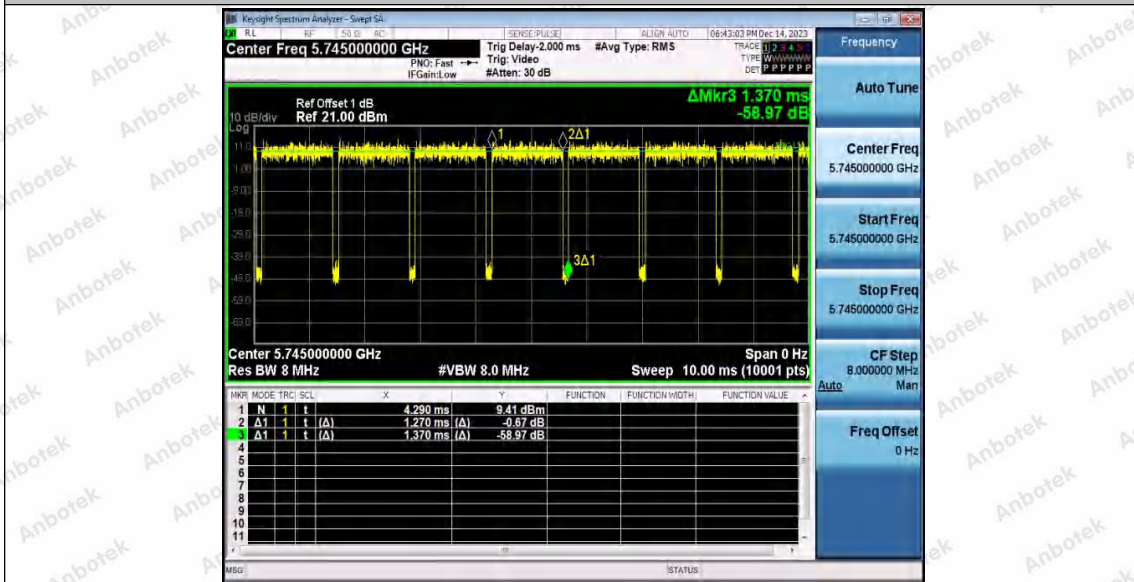 Keysight Spectrum Analyzer - Swept SA
RL RF 50 Ω AC SENSE:PULSE ALIGN AUTO 06:43:03 PM Dec 14, 2023
Center Freq 5.745000000 GHz
PNO: Fast
IFGain:Low
Trig Delay-2.000 ms
Trig: Video
#Atten: 30 dB
#Avg Type: RMS
TRACE 1 2 3 4 5 6
TYPE WWWWWW
DET P P P P P P
ΔMkr3 1.370 ms
-58.97 dB
Ref Offset 1 dB
10 dB/div Ref 21.00 dBm
Log
11.0
1.00
-9.00
-19.0
-29.0
-39.0
-49.0
-59.0
-69.0
1
2Δ1
3Δ1
Center 5.745000000 GHz Span 0 Hz
Res BW 8 MHz #VBW 8.0 MHz Sweep 10.00 ms (10001 pts)
MKR MODE TRC SCL X Y FUNCTION FUNCTION WIDTH FUNCTION VALUE
1 N 1 t 4.290 ms 9.41 dBm
2 Δ1 1 t (Δ) 1.270 ms (Δ) -0.67 dB
3 Δ1 1 t (Δ) 1.370 ms (Δ) -58.97 dB
4
5
6
7
8
9
10
11
MSG STATUS
Frequency
Auto Tune
Center Freq
5.745000000 GHz
Start Freq
5.745000000 GHz
Stop Freq
5.745000000 GHz
CF Step
8.000000 MHz
Auto Man
Freq Offset
0 Hz
Anbotek